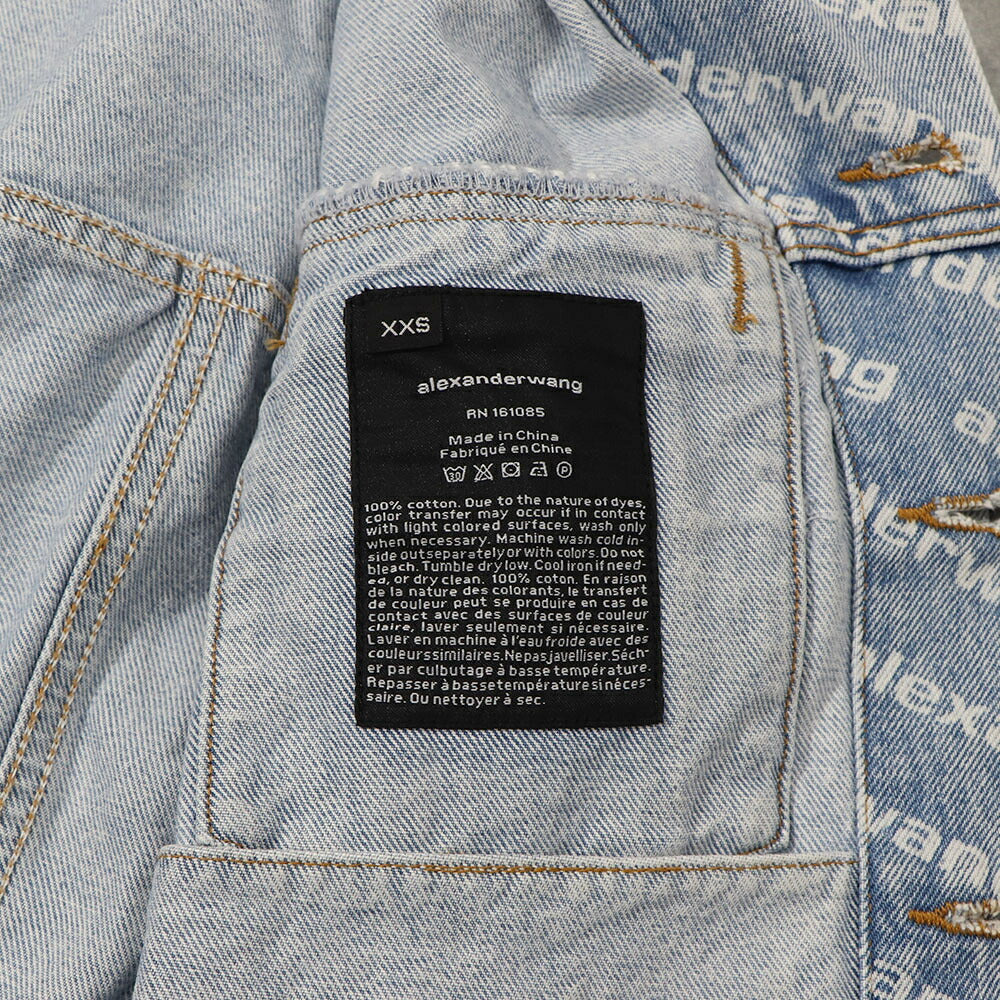 alexa
derwang
ande
ang a
derw
alex
wan
XXS
alexanderwang
RN 161085
Made in China
Fabriqué en Chine
30 P
100% cotton. Due to the nature of dyes,
color transfer may occur if in contact
with light colored surfaces, wash only
when necessary. Machine wash cold in-
side out separately or with colors. Do not
bleach. Tumble dry low. Cool iron if need-
ed, or dry clean. 100% coton. En raison
de la nature des colorants, le transfert
de couleur peut se produire en cas de
contact avec des surfaces de couleur
claire, laver seulement si nécessaire.
Laver en machine à l'eau froide avec des
couleurs similaires. Ne pas javelliser. Séch-
er par culbutage à basse température.
Repasser à basse température si néces-
saire. Ou nettoyer à sec.